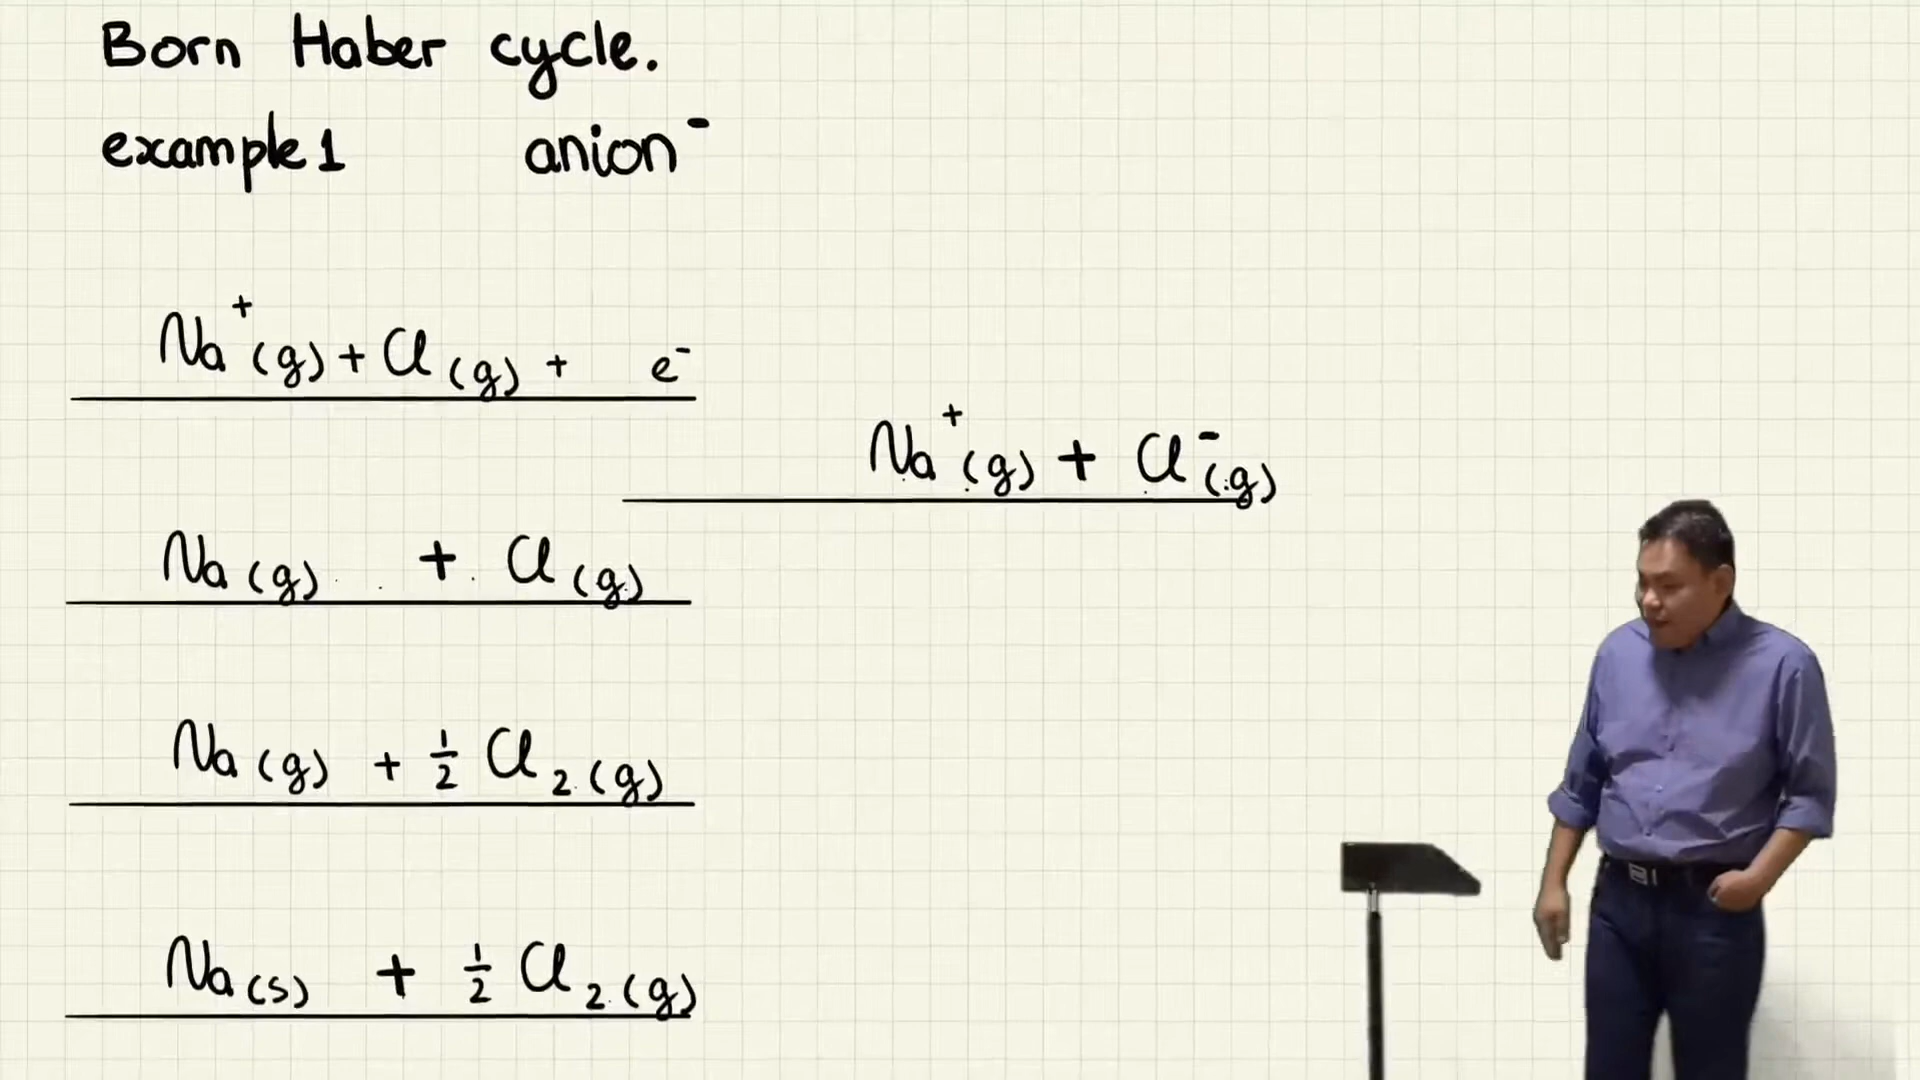 Born Haber cycle.
example 1 anion⁻
Na⁺(g) + Cl(g) + e⁻
Na⁺(g) + Cl⁻(g)
Na(g) + Cl(g)
Na(g) + ½ Cl₂(g)
Na(s) + ½ Cl₂(g)